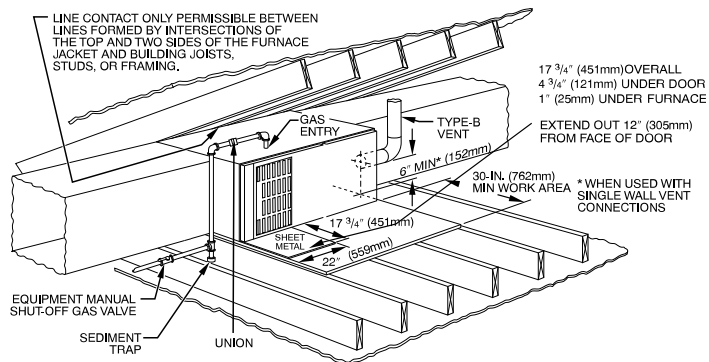 LINE CONTACT ONLY PERMISSIBLE BETWEEN
LINES FORMED BY INTERSECTIONS OF
THE TOP AND TWO SIDES OF THE FURNACE
JACKET AND BUILDING JOISTS,
STUDS, OR FRAMING.
GAS
ENTRY
TYPE-B
VENT
17 3/4″ (451mm) OVERALL
4 3/4″ (121mm) UNDER DOOR
1″ (25mm) UNDER FURNACE
EXTEND OUT 12″ (305mm)
FROM FACE OF DOOR
6″ MIN* (152mm)
30-IN. (762mm)
MIN WORK AREA
* WHEN USED WITH
SINGLE WALL VENT
CONNECTIONS
17 3/4″ (451mm)
SHEET
METAL
22″ (559mm)
EQUIPMENT MANUAL
SHUT-OFF GAS VALVE
SEDIMENT
TRAP
UNION